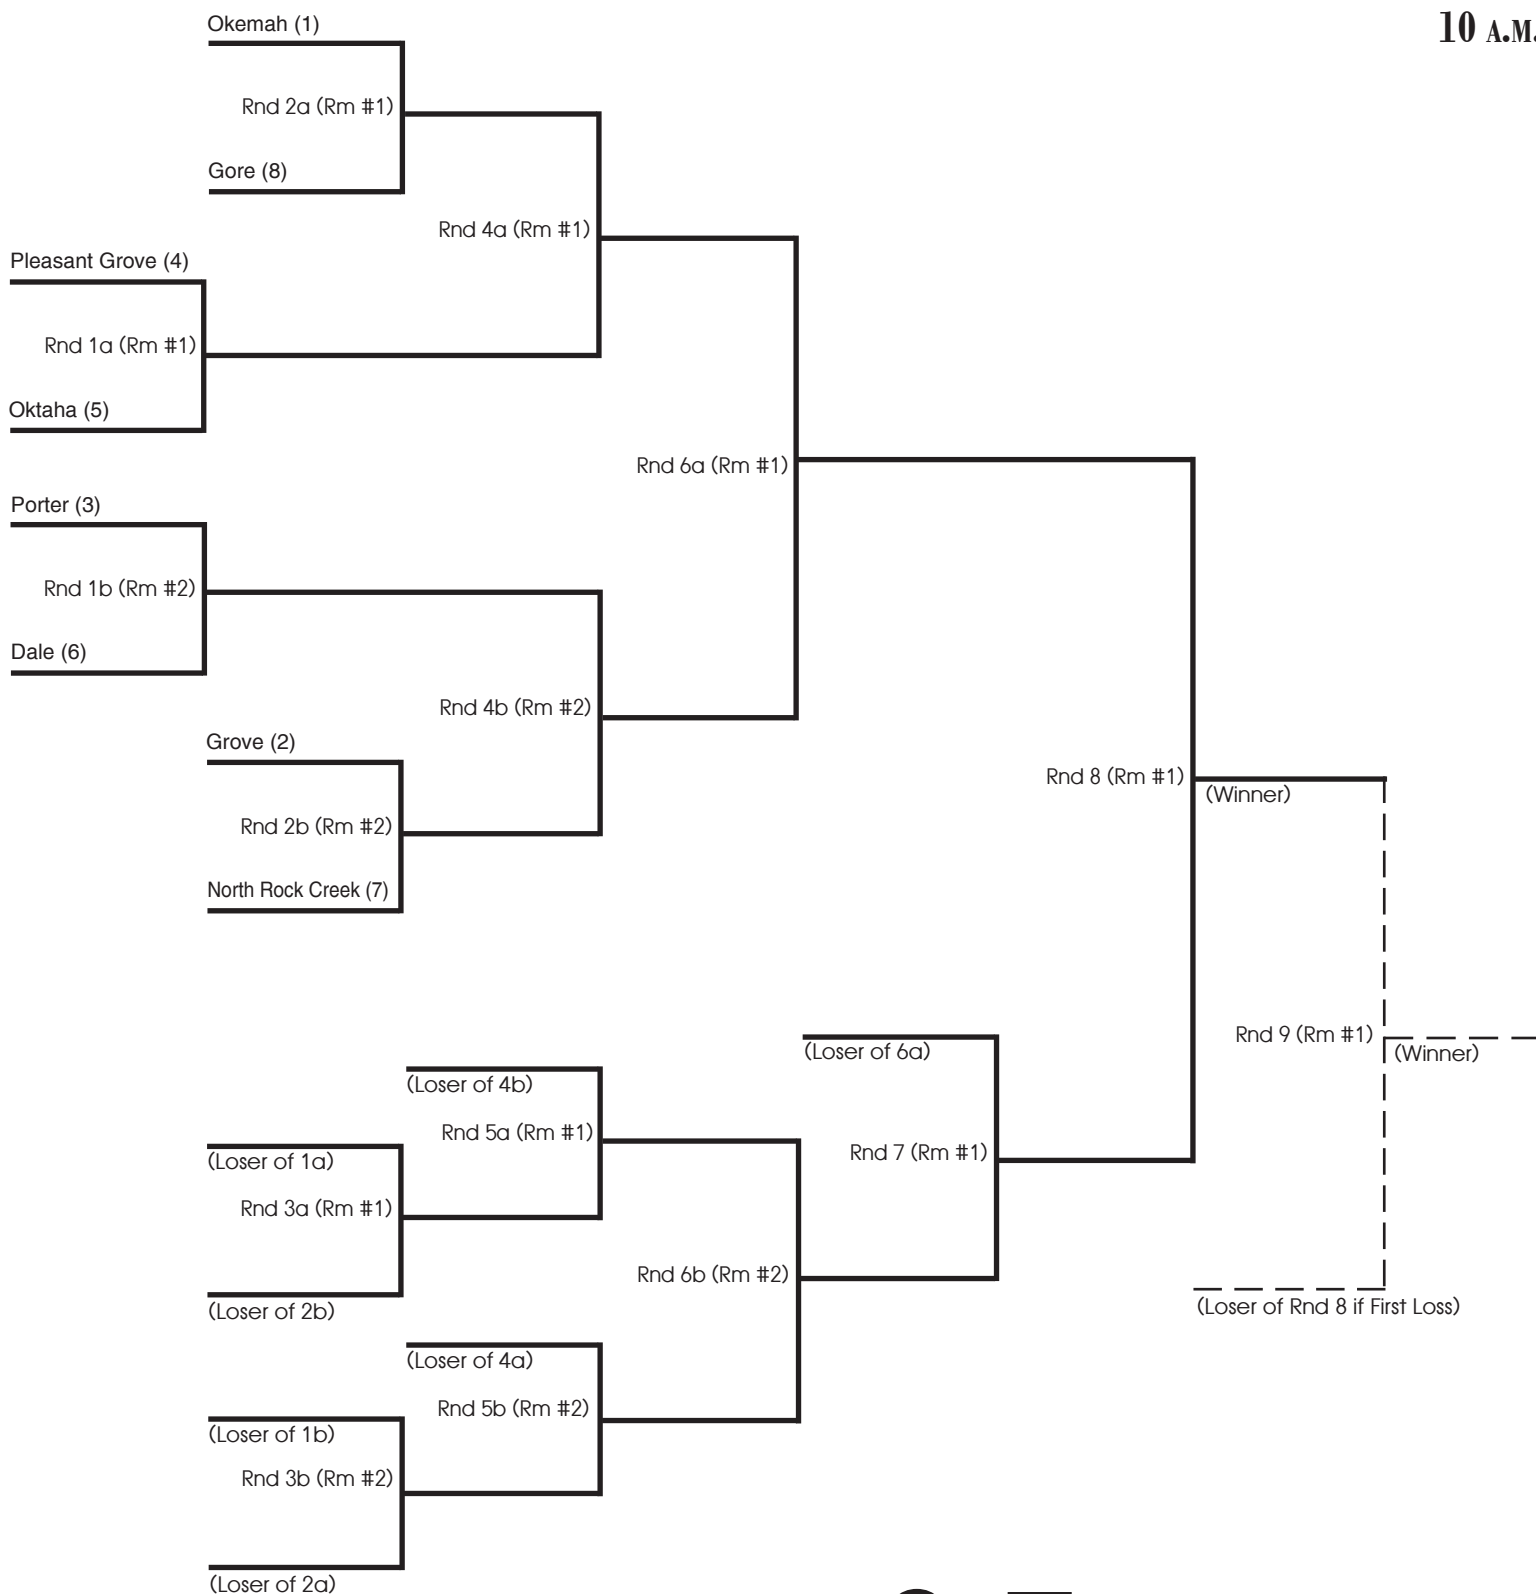 Okemah (1)
10 A.M.
Rnd 2a (Rm #1)
Gore (8)
Rnd 4a (Rm #1)
Pleasant Grove (4)
Rnd 1a (Rm #1)
Oktaha (5)
Rnd 6a (Rm #1)
Porter (3)
Rnd 1b (Rm #2)
Dale (6)
Rnd 4b (Rm #2)
Grove (2)
Rnd 8 (Rm #1)
(Winner)
Rnd 2b (Rm #2)
North Rock Creek (7)
Rnd 9 (Rm #1)
(Winner)
(Loser of 6a)
(Loser of 4b)
Rnd 5a (Rm #1)
Rnd 7 (Rm #1)
(Loser of 1a)
Rnd 3a (Rm #1)
Rnd 6b (Rm #2)
(Loser of 2b)
(Loser of Rnd 8 if First Loss)
(Loser of 4a)
Rnd 5b (Rm #2)
(Loser of 1b)
Rnd 3b (Rm #2)
(Loser of 2a)